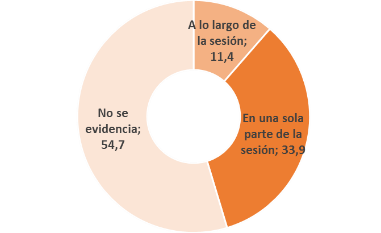 A lo largo de
la sesión;
11,4
En una sola
parte de la
sesión; 33,9
No se
evidencia;
54,7